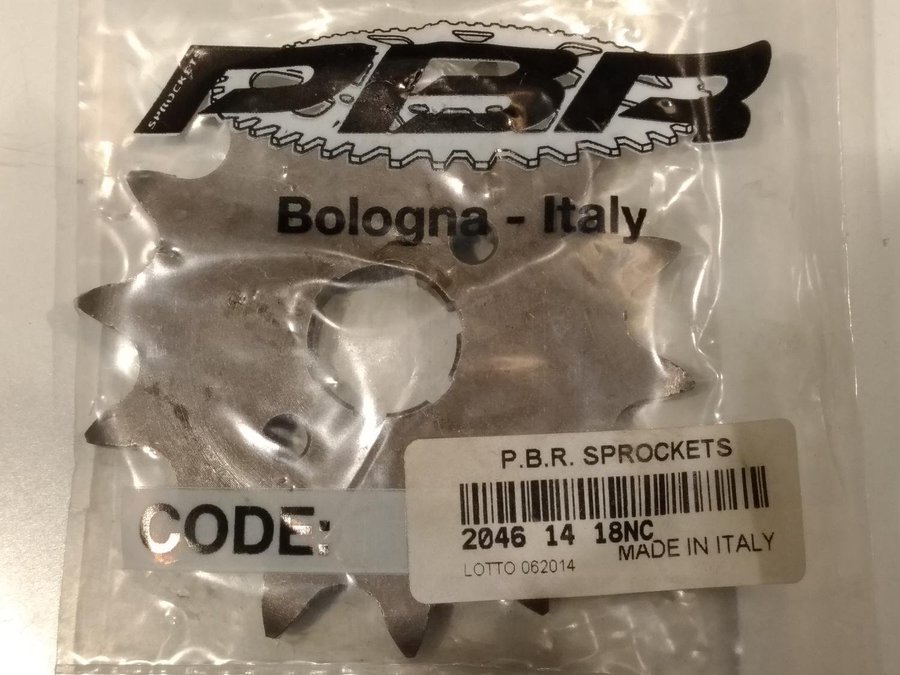 SPROCKETS
PBR
Bologna - Italy
CODE:
P.B.R. SPROCKETS
2046 14 18NC
MADE IN ITALY
LOTTO 062014